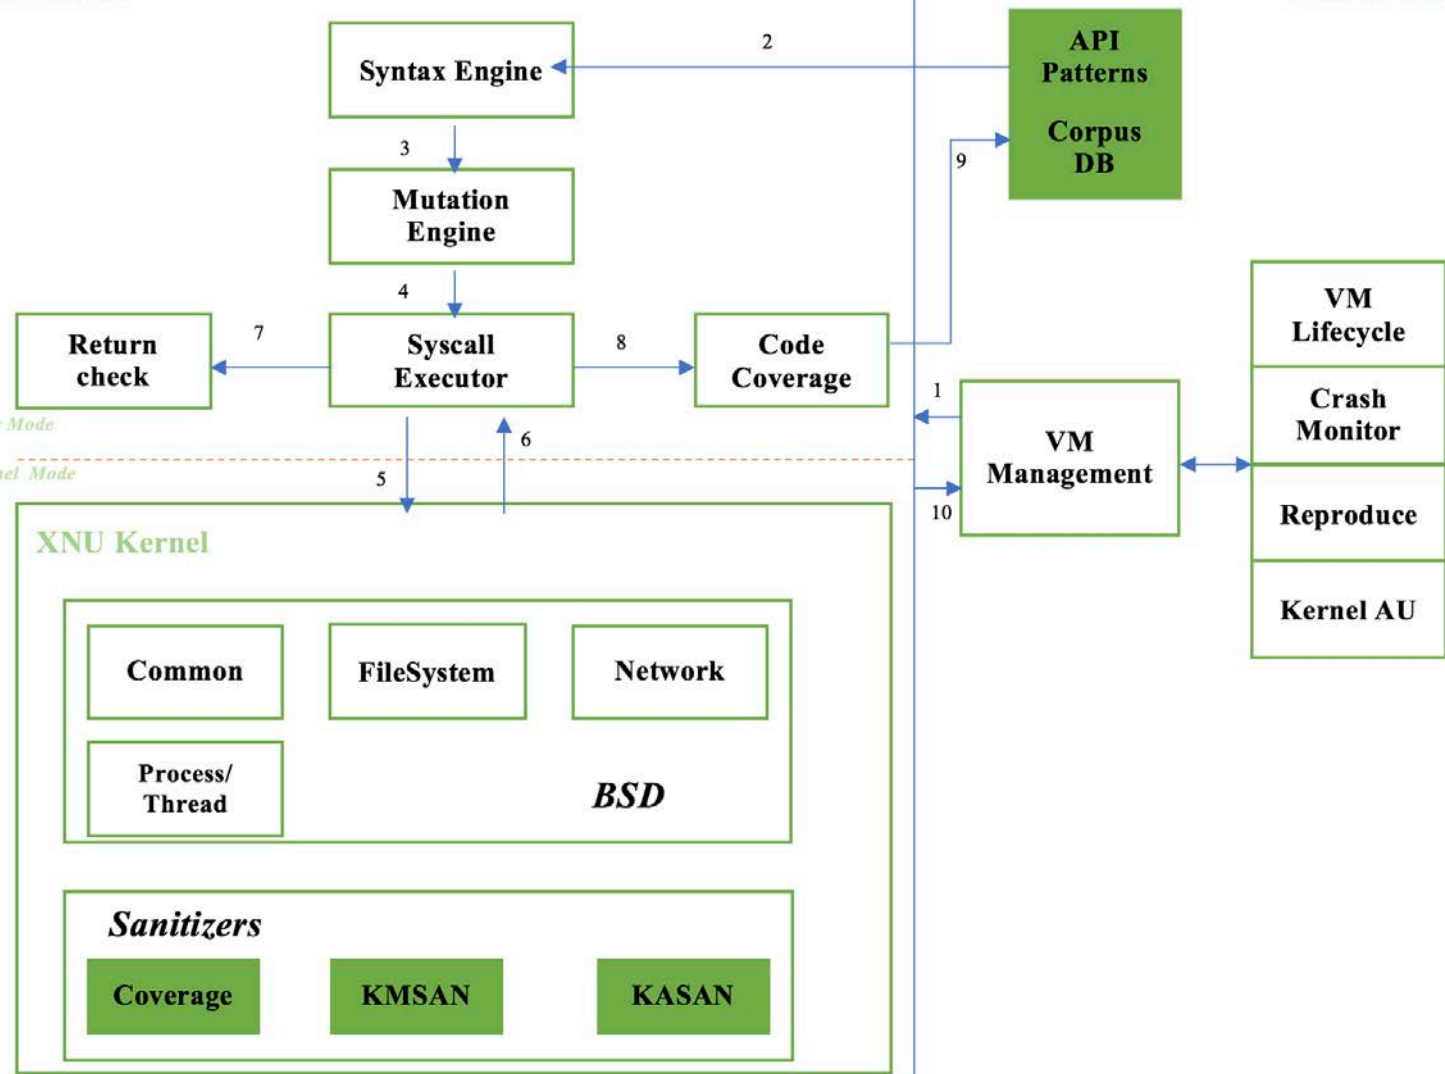 2
API
Patterns
Corpus
DB
Syntax Engine
3
Mutation
Engine
9
4
Return
check
7
Syscall
Executor
8
Code
Coverage
VM
Lifecycle
Crash
Monitor
Reproduce
Kernel AU
1
VM
Management
10
Mode
Mode
5
6
XNU Kernel
Common
FileSystem
Network
Process/
Thread
BSD
Sanitizers
Coverage
KMSAN
KASAN